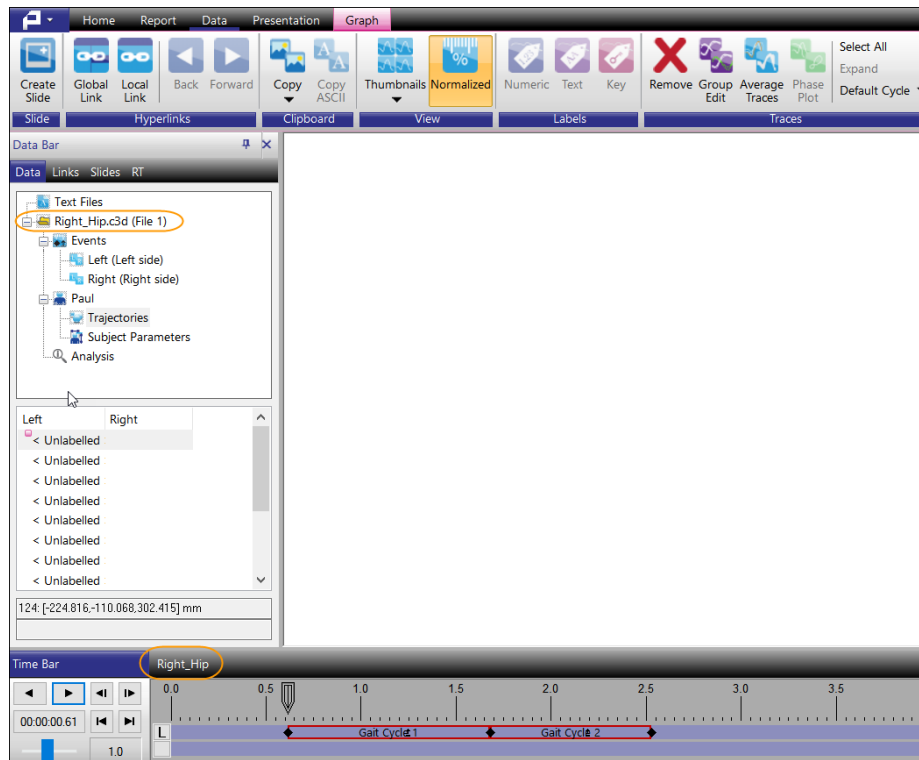 Home Report Data Presentation Graph
Create Slide
Global Link
Local Link
Back
Forward
Copy
Copy ASCII
Thumbnails
%
Normalized
Numeric
Text
Key
Remove
Group Edit
Average Traces
Phase Plot
Select All
Expand
Default Cycle
Slide Hyperlinks Clipboard View Labels Traces
Data Bar
Data Links Slides RT
Text Files
Right_Hip.c3d (File 1)
Events
Left (Left side)
Right (Right side)
Paul
Trajectories
Subject Parameters
Analysis
Left Right
< Unlabelled
< Unlabelled
< Unlabelled
< Unlabelled
< Unlabelled
< Unlabelled
< Unlabelled
< Unlabelled
124: [-224.816,-110.068,302.415] mm
Time Bar Right_Hip
0.0 0.5 1.0 1.5 2.0 2.5 3.0 3.5
00:00:00.61
L Gait Cycle 1 Gait Cycle 2
1.0